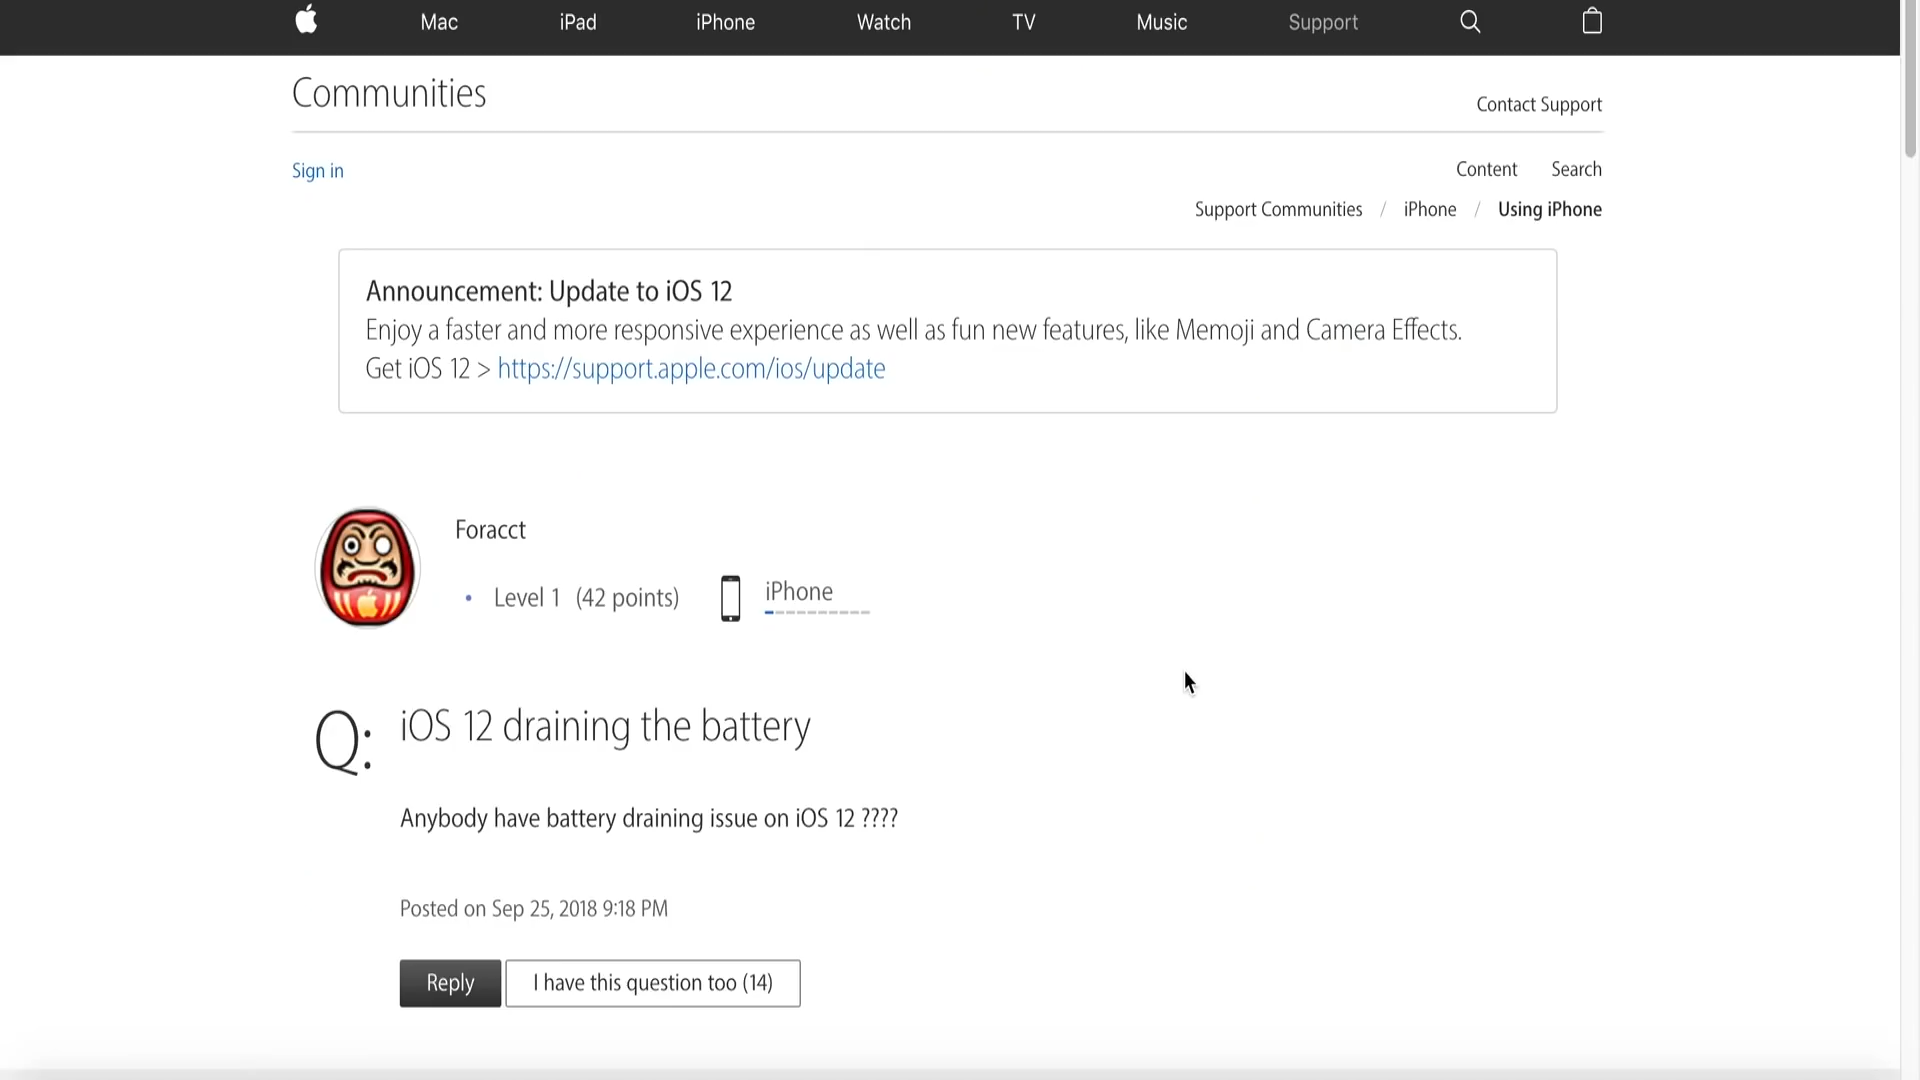 Mac iPad iPhone Watch TV Music Support
Communities
Contact Support
Sign in
Content Search
Support Communities / iPhone / Using iPhone
Announcement: Update to iOS 12
Enjoy a faster and more responsive experience as well as fun new features, like Memoji and Camera Effects.
Get iOS 12 > https://support.apple.com/ios/update
Foracct
• Level 1 (42 points)
iPhone
Q: iOS 12 draining the battery
Anybody have battery draining issue on iOS 12 ????
Posted on Sep 25, 2018 9:18 PM
Reply I have this question too (14)